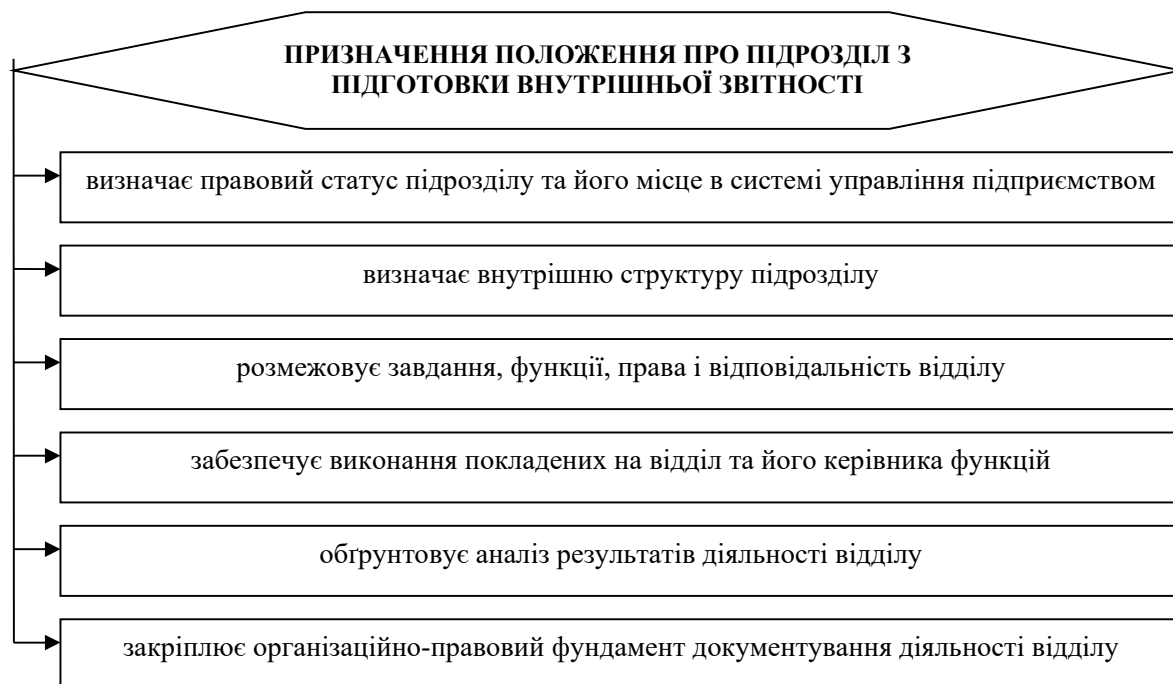 ПРИЗНАЧЕННЯ ПОЛОЖЕННЯ ПРО ПІДРОЗДІЛ З
ПІДГОТОВКИ ВНУТРІШНЬОЇ ЗВІТНОСТІ
визначає правовий статус підрозділу та його місце в системі управління підприємством
визначає внутрішню структуру підрозділу
розмежовує завдання, функції, права і відповідальність відділу
забезпечує виконання покладених на відділ та його керівника функцій
обґрунтовує аналіз результатів діяльності відділу
закріплює організаційно-правовий фундамент документування діяльності відділу